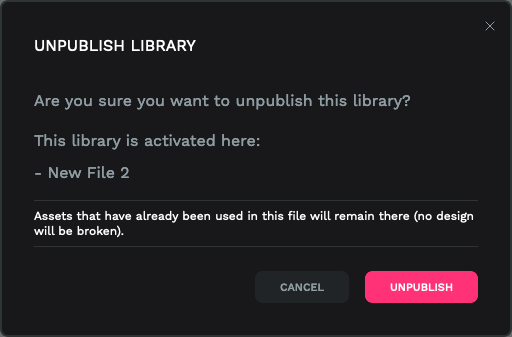 UNPUBLISH LIBRARY
Are you sure you want to unpublish this library?
This library is activated here:
- New File 2
Assets that have already been used in this file will remain there (no design
will be broken).
CANCEL
UNPUBLISH